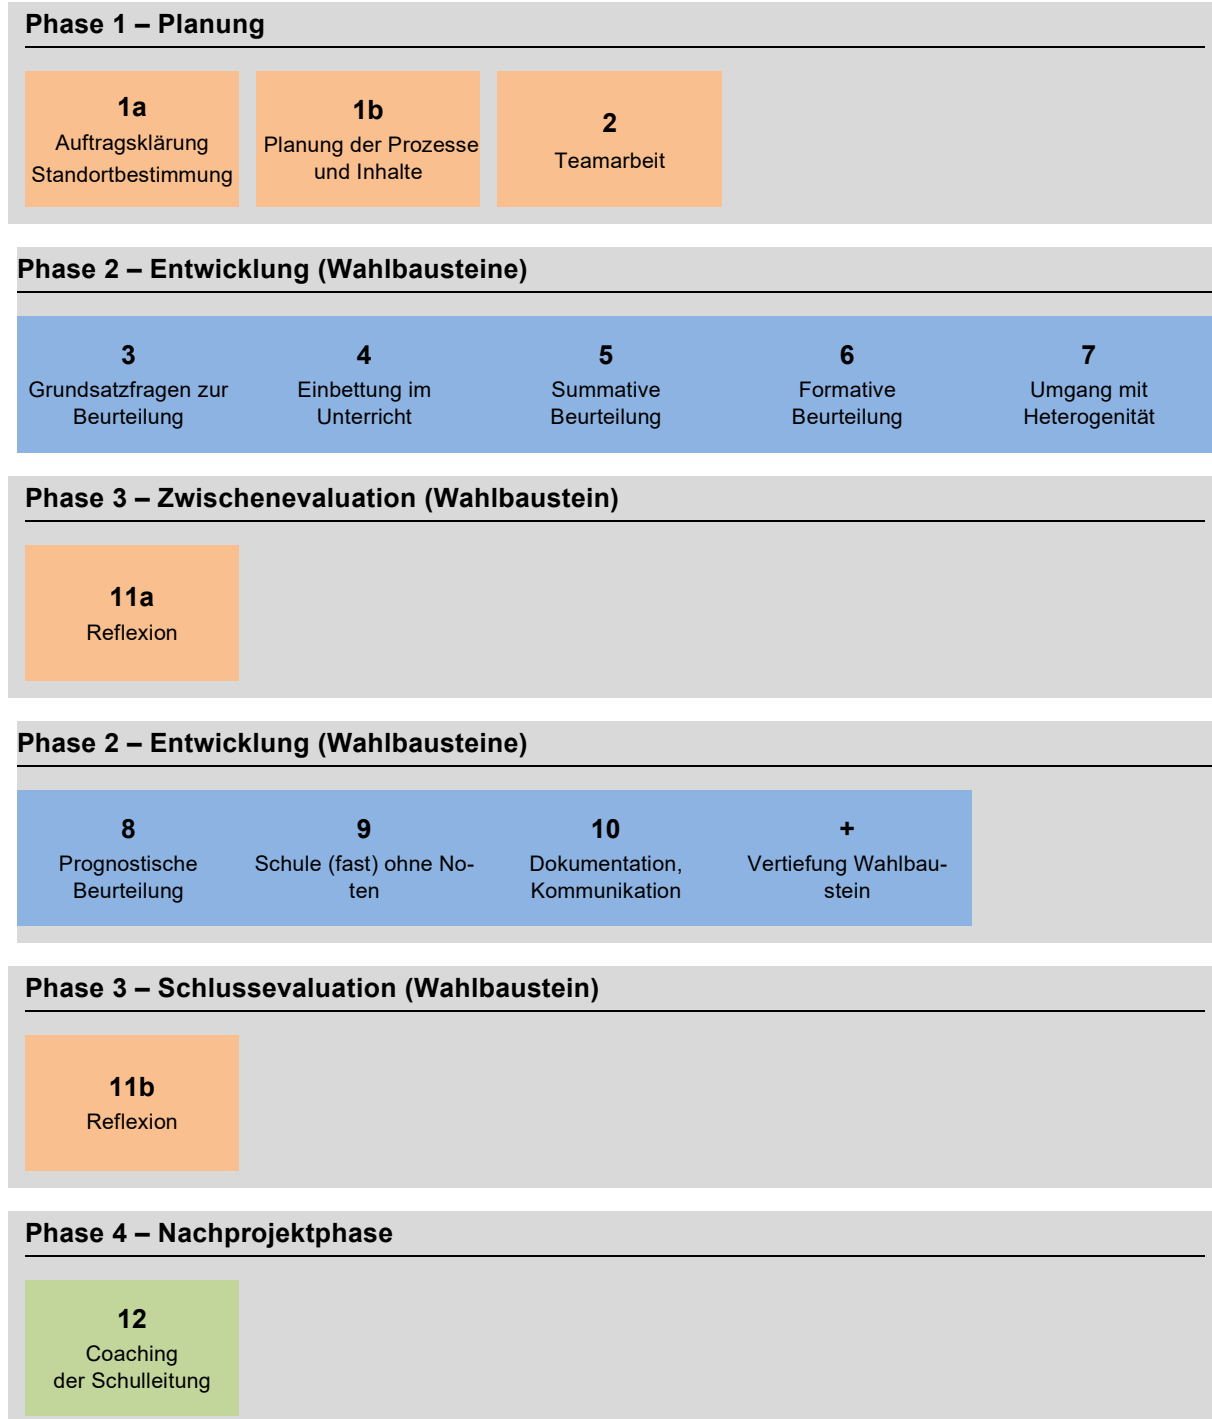 Phase 1 – Planung
1a
Auftragsklärung
Standortbestimmung
1b
Planung der Prozesse
und Inhalte
2
Teamarbeit
Phase 2 – Entwicklung (Wahlbausteine)
3
Grundsatzfragen zur
Beurteilung
4
Einbettung im
Unterricht
5
Summative
Beurteilung
6
Formative
Beurteilung
7
Umgang mit
Heterogenität
Phase 3 – Zwischenevaluation (Wahlbaustein)
11a
Reflexion
Phase 2 – Entwicklung (Wahlbausteine)
8
Prognostische
Beurteilung
9
Schule (fast) ohne No-
ten
10
Dokumentation,
Kommunikation
+
Vertiefung Wahlbau-
stein
Phase 3 – Schlussevaluation (Wahlbaustein)
11b
Reflexion
Phase 4 – Nachprojektphase
12
Coaching
der Schulleitung